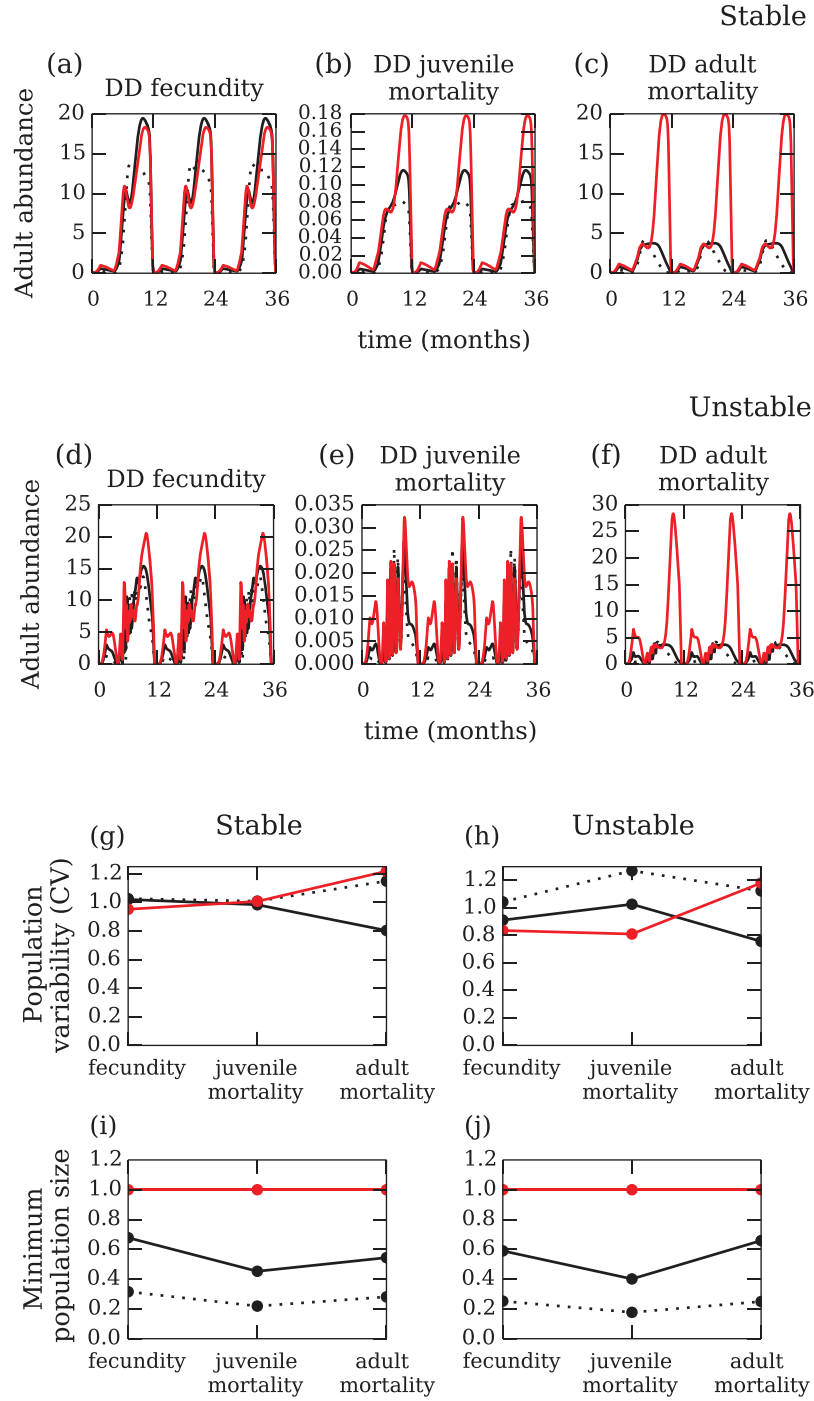 Stable
(a)
DD fecundity
(b)
DD juvenile
mortality
(c)
DD adult
mortality
Adult abundance
20
15
10
5
0
0 12 24 36
0.18
0.16
0.14
0.12
0.10
0.08
0.06
0.04
0.02
0.00
0 12 24 36
20
15
10
5
0
0 12 24 36
time (months)
Unstable
(d)
DD fecundity
(e)
DD juvenile
mortality
(f)
DD adult
mortality
Adult abundance
25
20
15
10
5
0
0 12 24 36
0.035
0.030
0.025
0.020
0.015
0.010
0.005
0.000
0 12 24 36
30
25
20
15
10
5
0
0 12 24 36
time (months)
(g)
Stable
Population
variability (CV)
1.2
1.0
0.8
0.6
0.4
0.2
0.0
fecundity
juvenile
mortality
adult
mortality
(h)
Unstable
1.2
1.0
0.8
0.6
0.4
0.2
0.0
fecundity
juvenile
mortality
adult
mortality
(i)
Minimum
population size
1.2
1.0
0.8
0.6
0.4
0.2
0.0
fecundity
juvenile
mortality
adult
mortality
(j)
1.2
1.0
0.8
0.6
0.4
0.2
0.0
fecundity
juvenile
mortality
adult
mortality